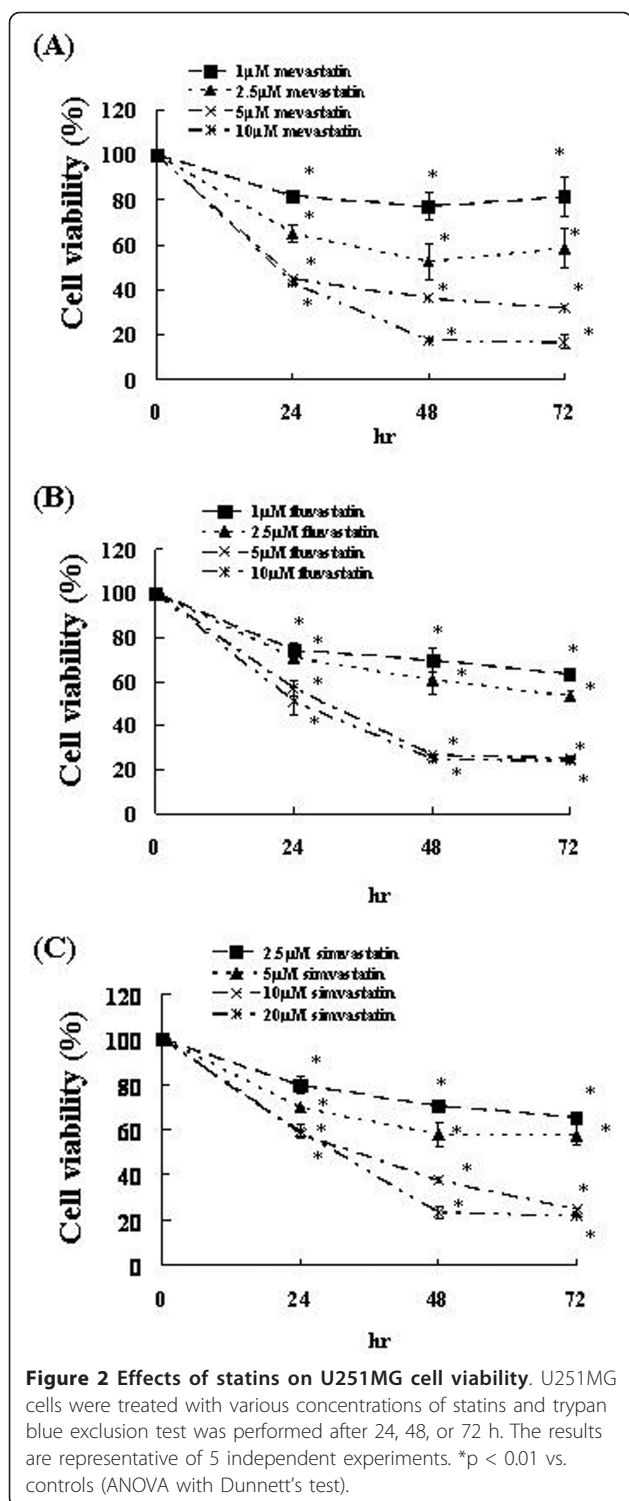 (A)
1μM mevastatin
2.5μM mevastatin
5μM mevastatin
10μM mevastatin
Cell viability (%)
120
100
80
60
40
20
0
* * *
* * *
* * *
* * *
0 24 48 72
hr
(B)
1μM fluvastatin
2.5μM fluvastatin
5μM fluvastatin
10μM fluvastatin
Cell viability (%)
120
100
80
60
40
20
0
* * *
* * *
* * *
* * *
0 24 48 72
hr
(C)
2.5μM simvastatin
5μM simvastatin
10μM simvastatin
20μM simvastatin
Cell viability (%)
120
100
80
60
40
20
0
* * *
* * *
* * *
* * *
0 24 48 72
hr
Figure 2 Effects of statins on U251MG cell viability. U251MG
cells were treated with various concentrations of statins and trypan
blue exclusion test was performed after 24, 48, or 72 h. The results
are representative of 5 independent experiments. *p < 0.01 vs.
controls (ANOVA with Dunnett's test).